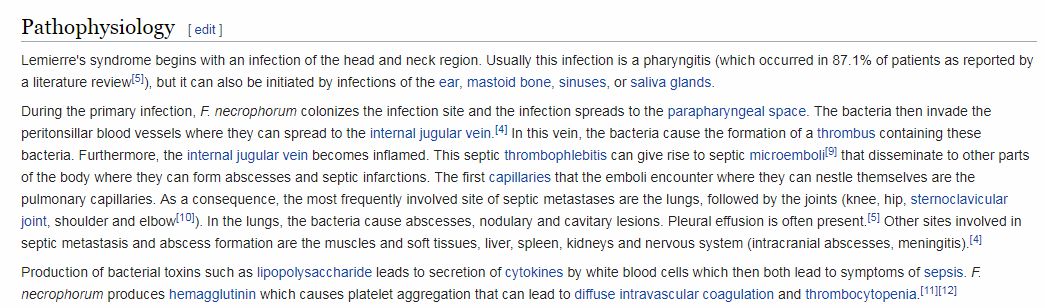 Pathophysiology [ edit ]
Lemierre's syndrome begins with an infection of the head and neck region. Usually this infection is a pharyngitis (which occurred in 87.1% of patients as reported by
a literature review[5]), but it can also be initiated by infections of the ear, mastoid bone, sinuses, or saliva glands.
During the primary infection, F. necrophorum colonizes the infection site and the infection spreads to the parapharyngeal space. The bacteria then invade the
peritonsillar blood vessels where they can spread to the internal jugular vein.[4] In this vein, the bacteria cause the formation of a thrombus containing these
bacteria. Furthermore, the internal jugular vein becomes inflamed. This septic thrombophlebitis can give rise to septic microemboli[9] that disseminate to other parts
of the body where they can form abscesses and septic infarctions. The first capillaries that the emboli encounter where they can nestle themselves are the
pulmonary capillaries. As a consequence, the most frequently involved site of septic metastases are the lungs, followed by the joints (knee, hip, sternoclavicular
joint, shoulder and elbow[10]). In the lungs, the bacteria cause abscesses, nodulary and cavitary lesions. Pleural effusion is often present.[5] Other sites involved in
septic metastasis and abscess formation are the muscles and soft tissues, liver, spleen, kidneys and nervous system (intracranial abscesses, meningitis).[4]
Production of bacterial toxins such as lipopolysaccharide leads to secretion of cytokines by white blood cells which then both lead to symptoms of sepsis. F.
necrophorum produces hemagglutinin which causes platelet aggregation that can lead to diffuse intravascular coagulation and thrombocytopenia.[11][12]